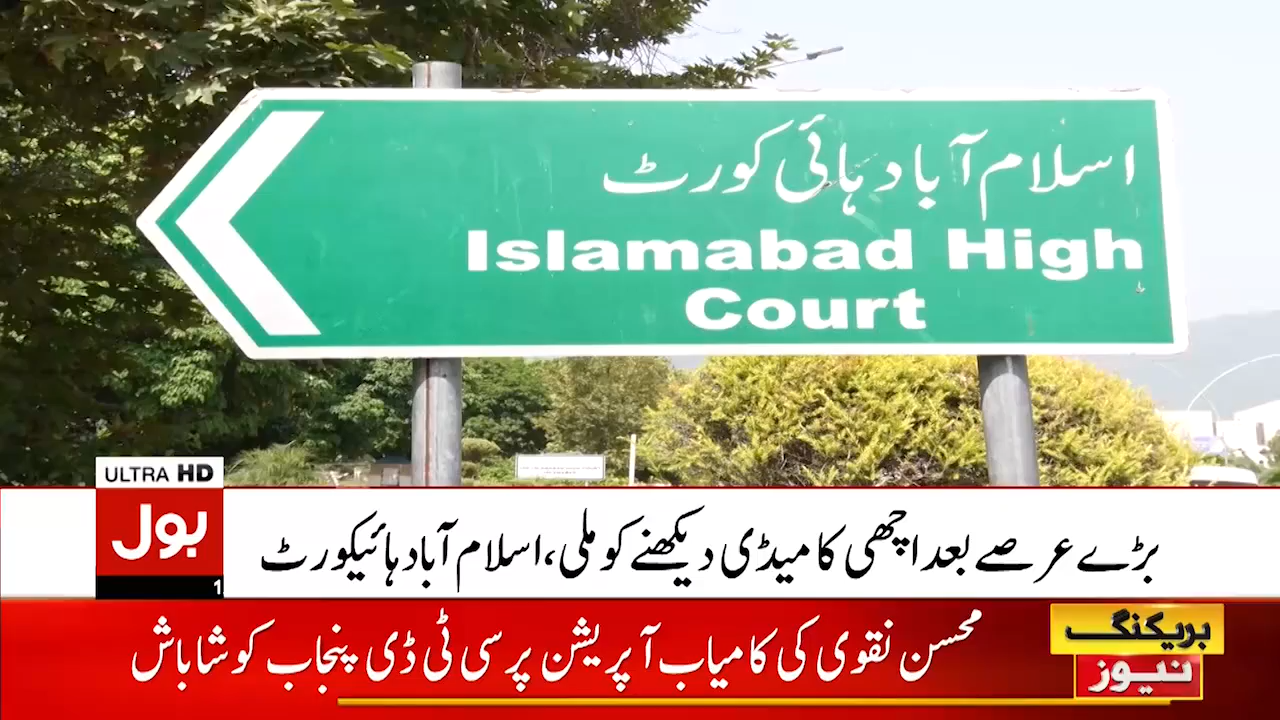 اسلام آباد ہائی کورٹ
Islamabad High
Court
ULTRA HD
بول
1
بڑے عرصے بعد اچھی کامیڈی دیکھنے کو ملی، اسلام آباد ہائیکورٹ
بریکنگ
نیوز
محسن نقوی کی کامیاب آپریشن پر سی ٹی ڈی پنجاب کو شاباش